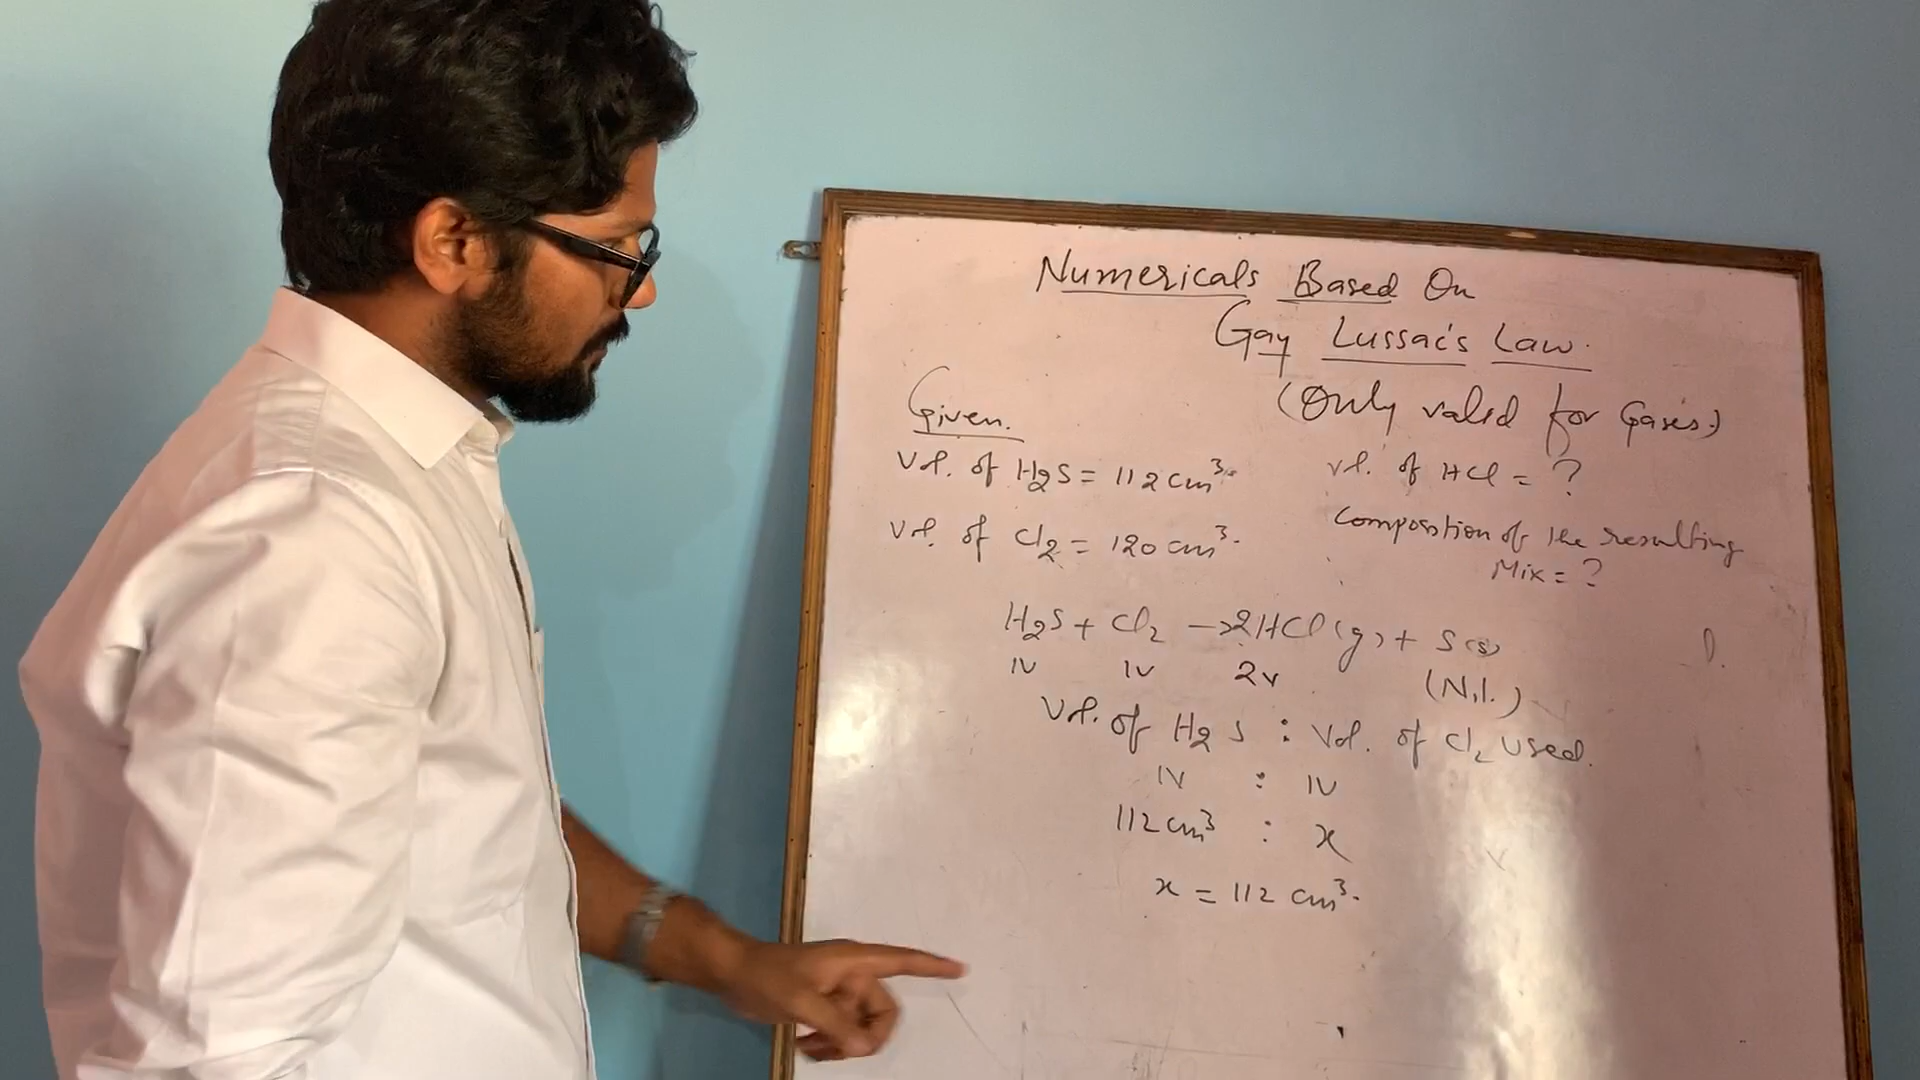 Numericals Based On
Gay Lussac's Law.
(Only valid for Gases.)
Given.
Vol. of H2S = 112 cm³.
Vol. of Cl2 = 120 cm³.
Vol. of HCl = ?
Composition of the resulting
Mix = ?
H2S + Cl2 → 2HCl(g) + S(s)
1V 1V 2V (Nil.)
Vol. of H2S : Vol. of Cl2 used.
1V : 1V
112 cm³ : x
x = 112 cm³.